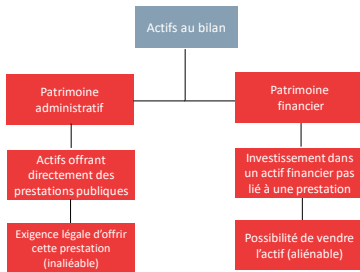 Actifs au bilan
Patrimoine
administratif
Patrimoine
financier
Actifs offrant
directement des
prestations publiques
Investissement dans
un actif financier pas
lié à une prestation
Exigence légale d'offrir
cette prestation
(inaliéable)
Possibilité de vendre
l'actif (aliénable)